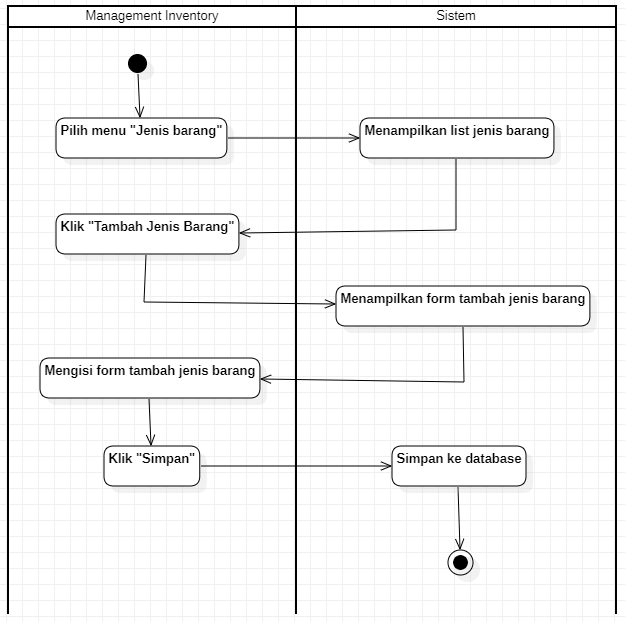 Management Inventory
Sistem
Pilih menu "Jenis barang"
Menampilkan list jenis barang
Klik "Tambah Jenis Barang"
Menampilkan form tambah jenis barang
Mengisi form tambah jenis barang
Klik "Simpan"
Simpan ke database